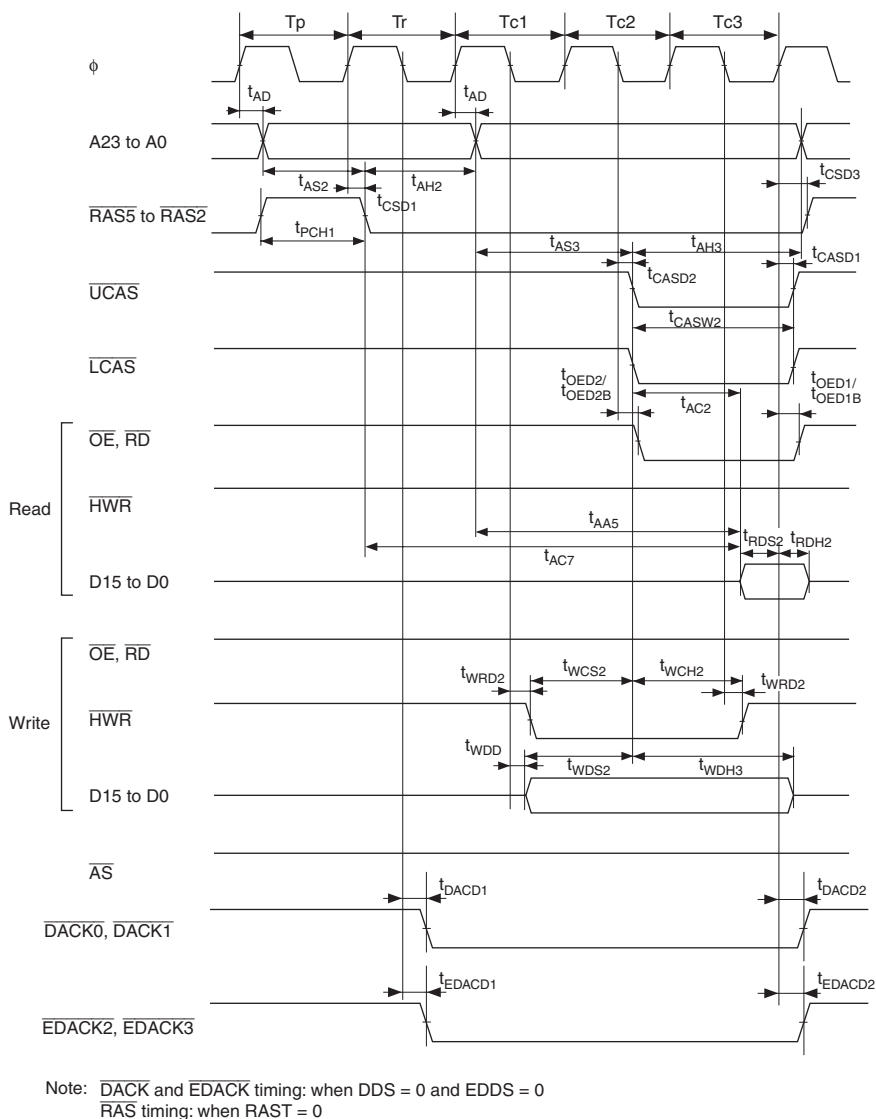 Tp Tr Tc1 Tc2 Tc3
ϕ
tAD tAD
A23 to A0
tAS2 tAH2 tCSD3
tCSD1
RAS5 to RAS2
tPCH1
tAS3 tAH3
tCASD1
tCASD2
UCAS
tCASW2
LCAS
tOED2/
tOED2B
tAC2
tOED1/
tOED1B
OE, RD
Read
HWR
tAA5
tRDS2 tRDH2
tAC7
D15 to D0
OE, RD
tWRD2 tWCS2 tWCH2 tWRD2
Write
HWR
tWDD
tWDS2 tWDH3
D15 to D0
AS
tDACD1 tDACD2
DACK0, DACK1
tEDACD1 tEDACD2
EDACK2, EDACK3
Note: DACK and EDACK timing: when DDS = 0 and EDDS = 0
RAS timing: when RAST = 0